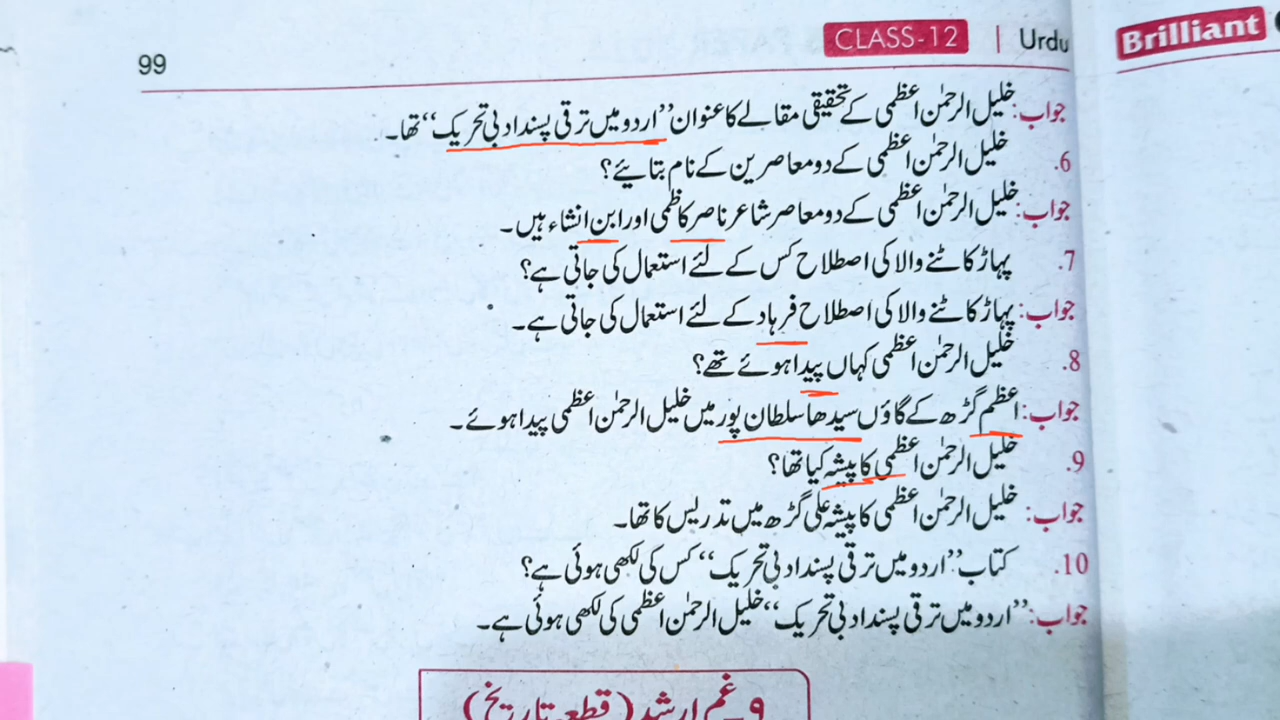 99
CLASS-12 | Urdu
Brilliant
جواب: خلیل الرحمٰن اعظمی کے تحقیقی مقالے کا عنوان ”اردو میں ترقی پسند ادبی تحریک“ تھا۔
6. خلیل الرحمٰن اعظمی کے دو معاصرین کے نام بتایئے؟
جواب: خلیل الرحمٰن اعظمی کے دو معاصر شاعر ناصر کاظمی اور ابن انشاء ہیں۔
7. پہاڑ کاٹنے والا کی اصطلاح کس کے لئے استعمال کی جاتی ہے؟
جواب: پہاڑ کاٹنے والا کی اصطلاح فرہاد کے لئے استعمال کی جاتی ہے۔
8. خلیل الرحمٰن اعظمی کہاں پیدا ہوئے تھے؟
جواب: اعظم گڑھ کے گاؤں سیدھا سلطان پور میں خلیل الرحمٰن اعظمی پیدا ہوئے۔
9. خلیل الرحمٰن اعظمی کا پیشہ کیا تھا؟
جواب: خلیل الرحمٰن اعظمی کا پیشہ علی گڑھ میں تدریس کا تھا۔
10. کتاب ”اردو میں ترقی پسند ادبی تحریک“ کس کی لکھی ہوئی ہے؟
جواب: ”اردو میں ترقی پسند ادبی تحریک“ خلیل الرحمٰن اعظمی کی لکھی ہوئی ہے۔
۹۔ غم ارشد (قطعہ تاریخ)